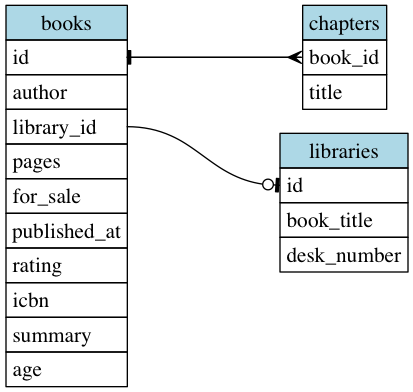 books
id
author
library_id
pages
for_sale
published_at
rating
icbn
summary
age
chapters
book_id
title
libraries
id
book_title
desk_number